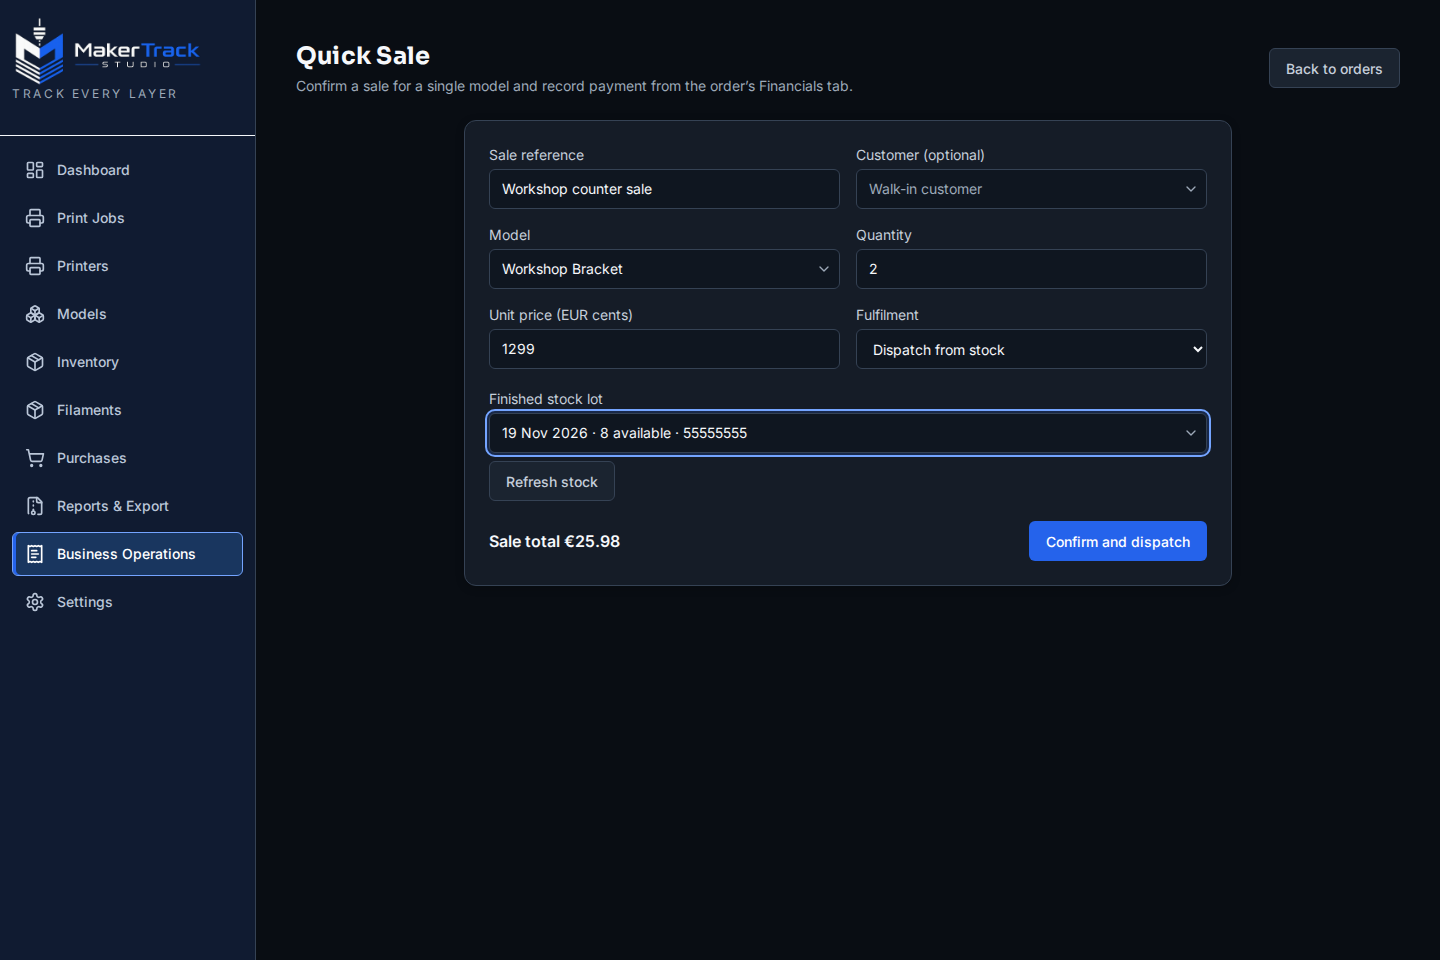 MakerTrack
STUDIO
TRACK EVERY LAYER
Dashboard
Print Jobs
Printers
Models
Inventory
Filaments
Purchases
Reports & Export
Business Operations
Settings
Quick Sale
Confirm a sale for a single model and record payment from the order’s Financials tab.
Back to orders
Sale reference
Workshop counter sale
Customer (optional)
Walk-in customer
Model
Workshop Bracket
Quantity
2
Unit price (EUR cents)
1299
Fulfilment
Dispatch from stock
Finished stock lot
19 Nov 2026 · 8 available · 55555555
Refresh stock
Sale total €25.98
Confirm and dispatch